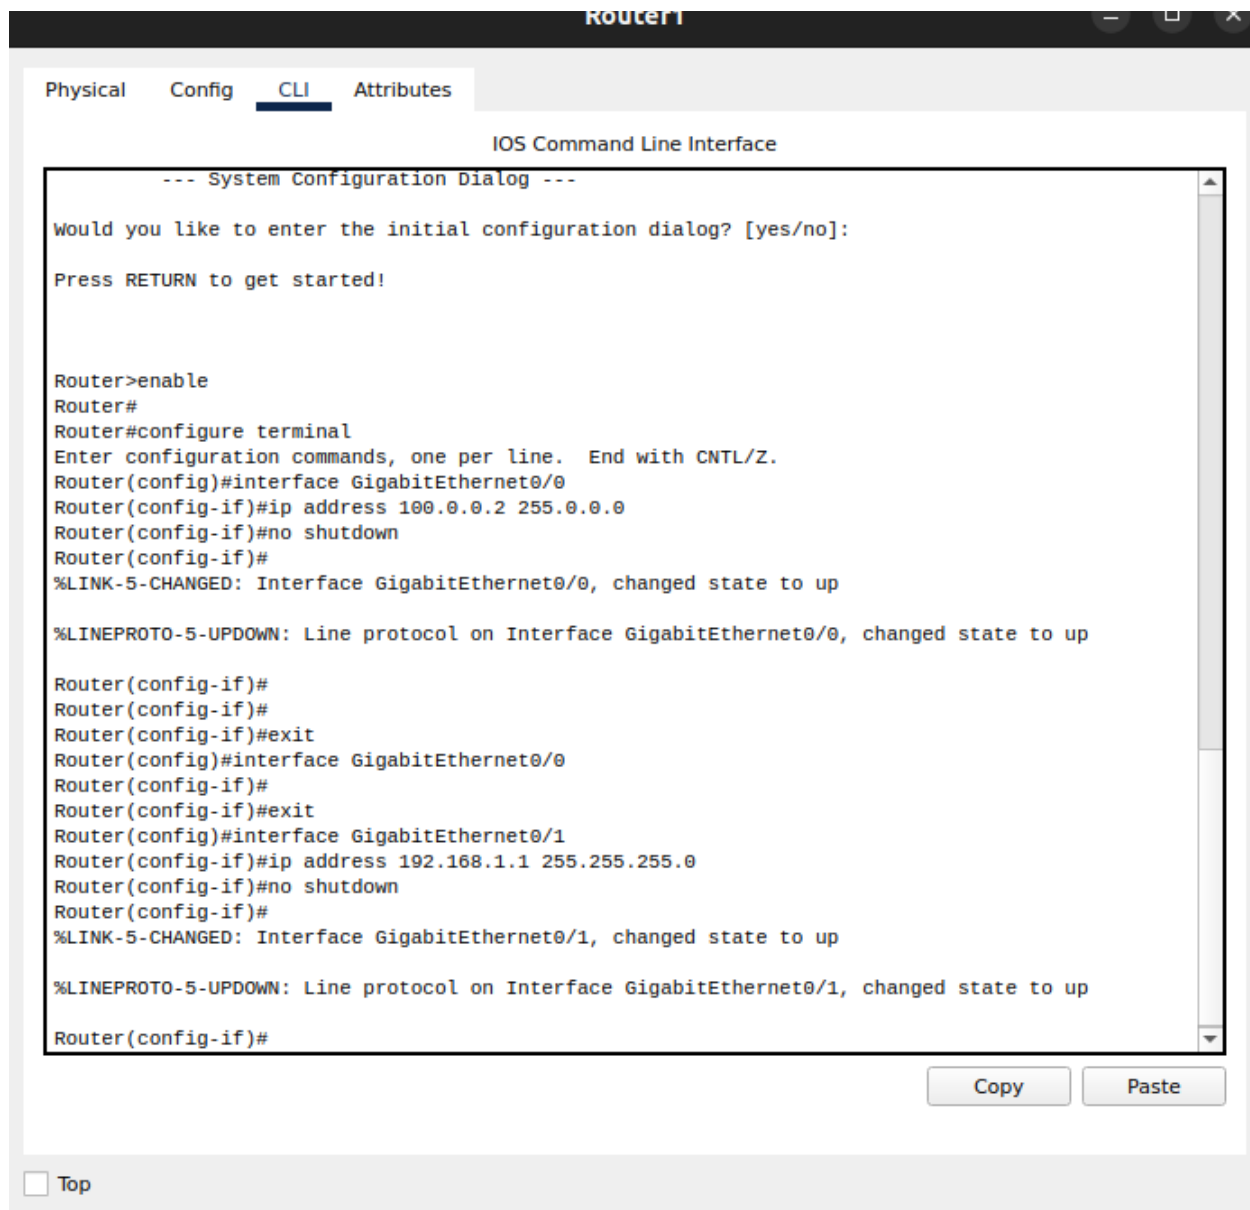 Router1
Physical Config CLI Attributes
IOS Command Line Interface
--- System Configuration Dialog ---
Would you like to enter the initial configuration dialog? [yes/no]:
Press RETURN to get started!
Router>enable
Router#
Router#configure terminal
Enter configuration commands, one per line.  End with CNTL/Z.
Router(config)#interface GigabitEthernet0/0
Router(config-if)#ip address 100.0.0.2 255.0.0.0
Router(config-if)#no shutdown
Router(config-if)#
%LINK-5-CHANGED: Interface GigabitEthernet0/0, changed state to up
%LINEPROTO-5-UPDOWN: Line protocol on Interface GigabitEthernet0/0, changed state to up
Router(config-if)#
Router(config-if)#
Router(config-if)#exit
Router(config)#interface GigabitEthernet0/0
Router(config-if)#
Router(config-if)#exit
Router(config)#interface GigabitEthernet0/1
Router(config-if)#ip address 192.168.1.1 255.255.255.0
Router(config-if)#no shutdown
Router(config-if)#
%LINK-5-CHANGED: Interface GigabitEthernet0/1, changed state to up
%LINEPROTO-5-UPDOWN: Line protocol on Interface GigabitEthernet0/1, changed state to up
Router(config-if)#
Copy Paste
Top